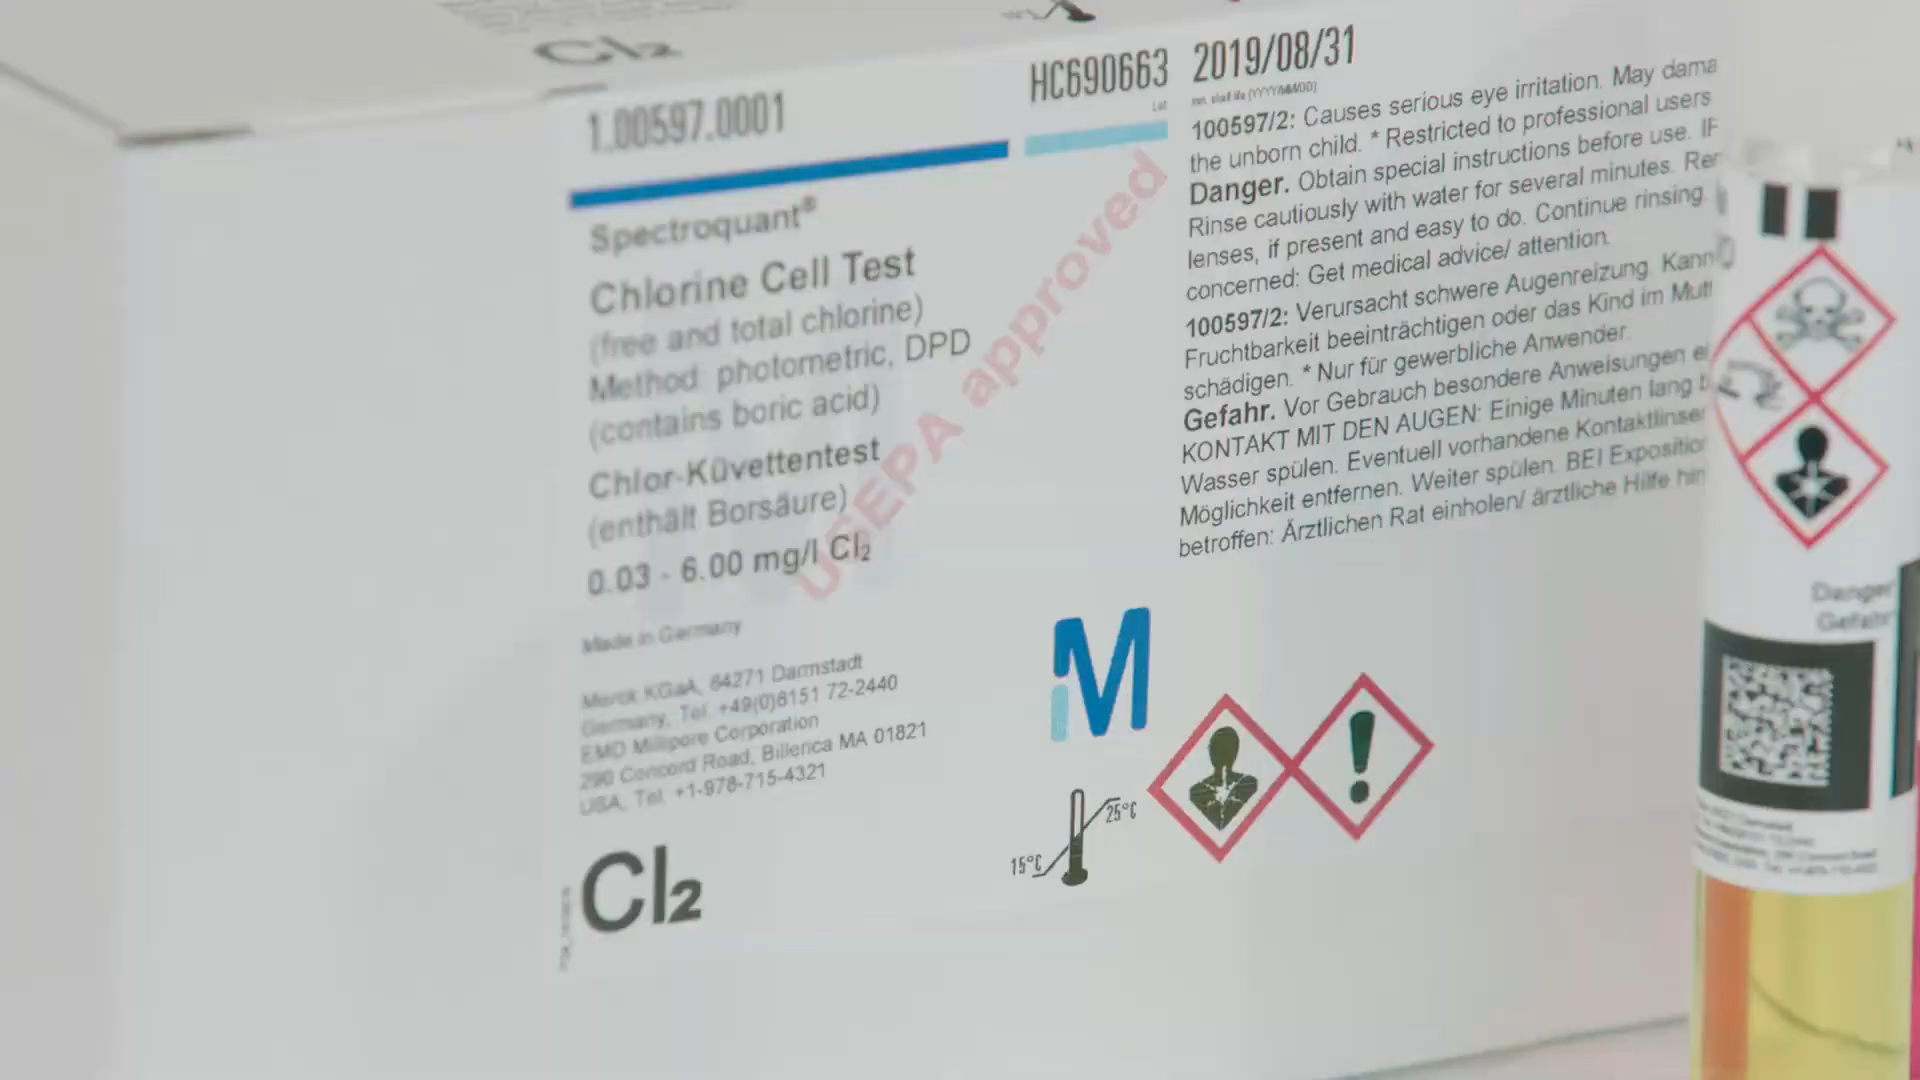 Cl2
1.00597.0001
HC690663
2019/08/31
Lot
Spectroquant®
Chlorine Cell Test
(free and total chlorine)
Method: photometric, DPD
(contains boric acid)
Chlor-Küvettentest
(enthält Borsäure)
0.03 - 6.00 mg/l Cl2
USEPA approved
Made in Germany
Merck KGaA, 64271 Darmstadt
Germany, Tel. +49(0)6151 72-2440
EMD Millipore Corporation
290 Concord Road, Billerica MA 01821
USA, Tel. +1-978-715-4321
Cl2
100597/2: Causes serious eye irritation. May dama
the unborn child. * Restricted to professional users
Danger. Obtain special instructions before use. IF
Rinse cautiously with water for several minutes. Rem
lenses, if present and easy to do. Continue rinsing.
concerned: Get medical advice/ attention.
100597/2: Verursacht schwere Augenreizung. Kann
Fruchtbarkeit beeinträchtigen oder das Kind im Mutt
schädigen. * Nur für gewerbliche Anwender.
Gefahr. Vor Gebrauch besondere Anweisungen ei
KONTAKT MIT DEN AUGEN: Einige Minuten lang b
Wasser spülen. Eventuell vorhandene Kontaktlinsen
Möglichkeit entfernen. Weiter spülen. BEI Exposition
betroffen: Ärztlichen Rat einholen/ ärztliche Hilfe hin
M
25°C
15°C
Danger
Gefahr